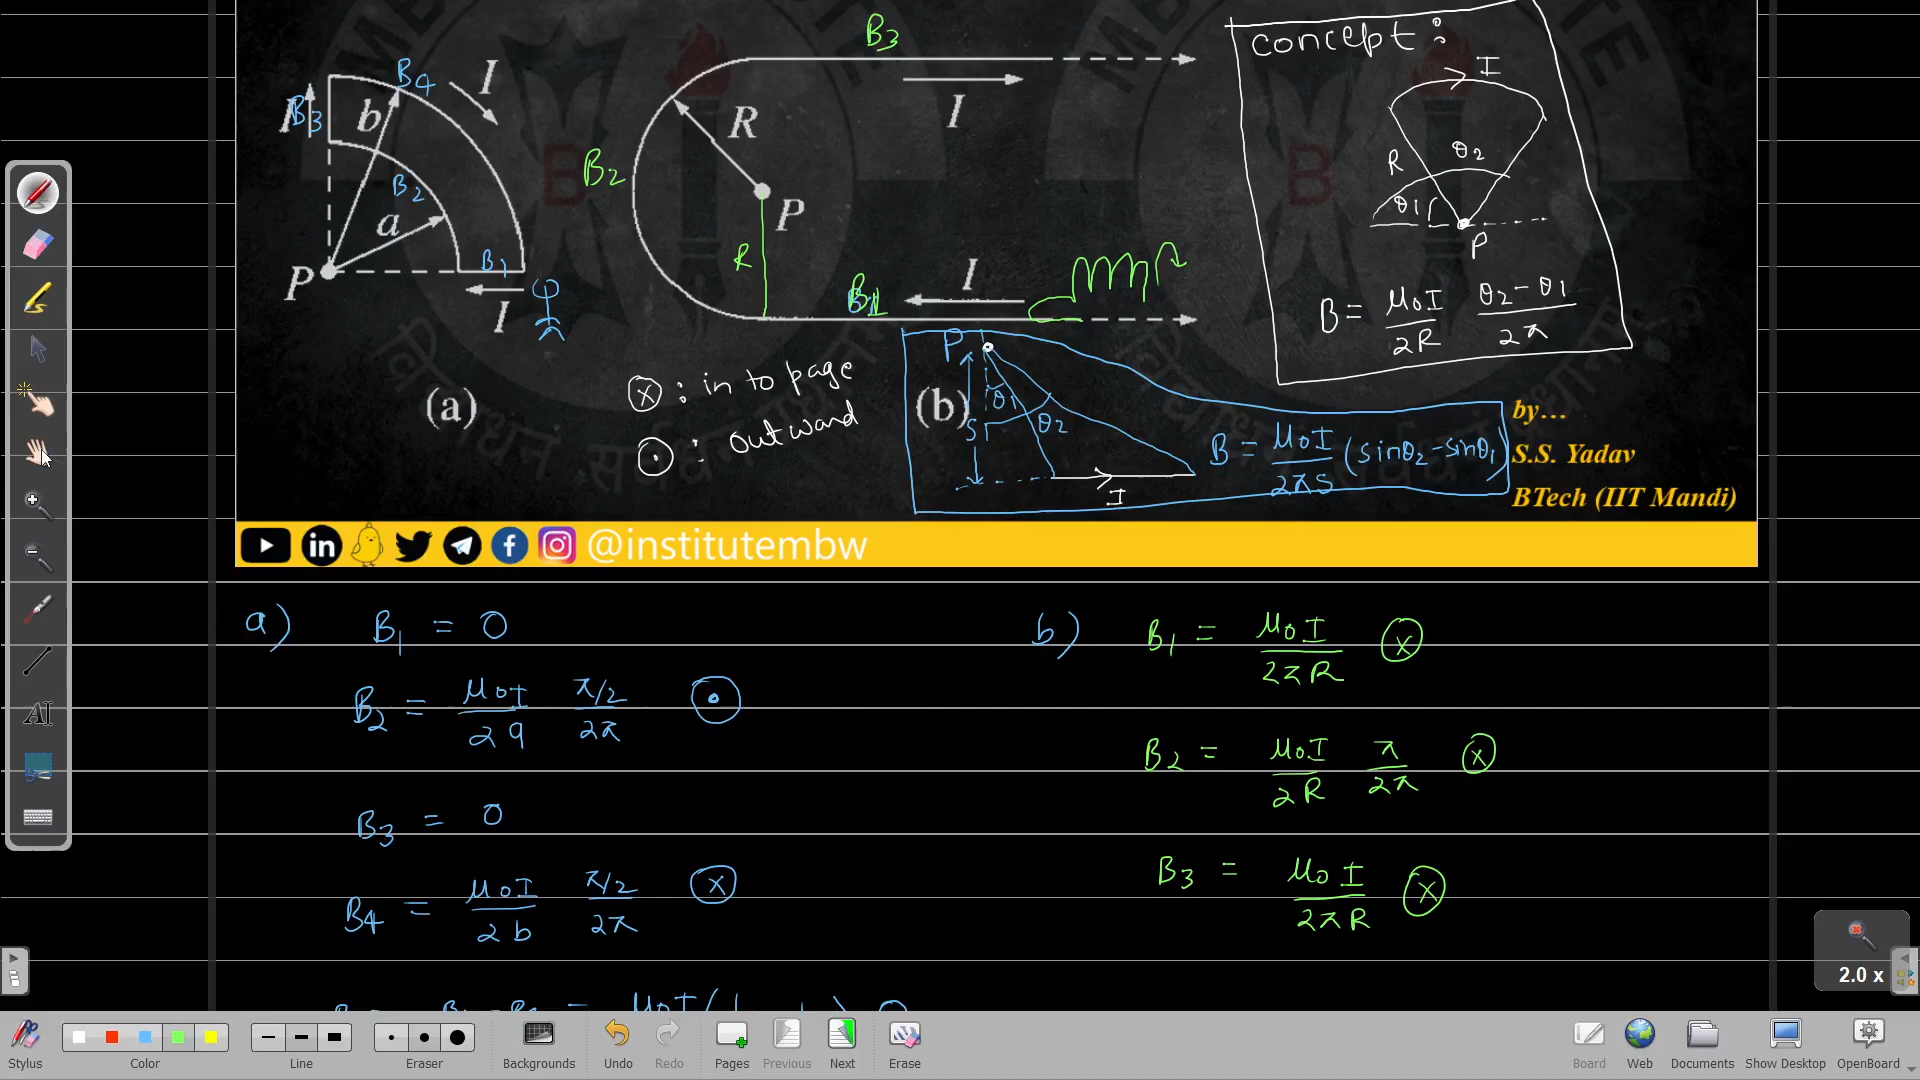 B3
concept :
B4
I
I
B3
b
R
I
B2
θ2
R
B2
θ1
a
P
P
B1
R
I
P
I
B1
B = μ0I/2R θ2-θ1/2π
P
ⓧ : in to page
(a)
(b)
θ1
by...
⊙ : outward
S
θ2
B = μ0I/2πS (sinθ2-sinθ1)
S.S. Yadav
I
BTech (IIT Mandi)
@institutembw
a) B1 = 0
b) B1 = μ0I/2πR ⓧ
B2 = μ0I/2a π/2/2π ⊙
B2 = μ0I/2R π/2π ⓧ
B3 = 0
B3 = μ0I/2πR ⓧ
B4 = μ0I/2b π/2/2π ⓧ
2.0 x
Stylus
Color
Line
Eraser
Backgrounds
Undo
Redo
Pages
Previous
Next
Erase
Board
Web
Documents
Show Desktop
OpenBoard